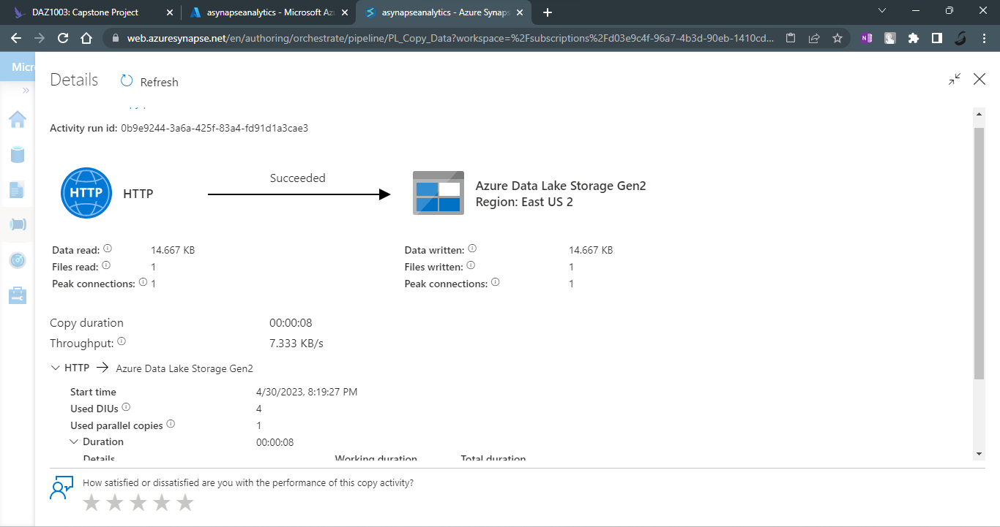 DAZ1003: Capstone Project
asynapseanalytics - Microsoft Az
asynapseanalytics - Azure Synaps
web.azuresynapse.net/en/authoring/orchestrate/pipeline/PL_Copy_Data?workspace=%2Fsubscriptions%2Fd03e9c4f-96a7-4b3d-90eb-1410cd...
Micr
Details Refresh
Activity run id: 0b9e9244-3a6a-425f-83a4-fd91d1a3cae3
HTTP
HTTP
Succeeded
Azure Data Lake Storage Gen2
Region: East US 2
Data read: 14.667 KB
Files read: 1
Peak connections: 1
Data written: 14.667 KB
Files written: 1
Peak connections: 1
Copy duration 00:00:08
Throughput: 7.333 KB/s
HTTP → Azure Data Lake Storage Gen2
Start time 4/30/2023, 8:19:27 PM
Used DIUs 4
Used parallel copies 1
Duration 00:00:08
Details Working duration Total duration
How satisfied or dissatisfied are you with the performance of this copy activity?